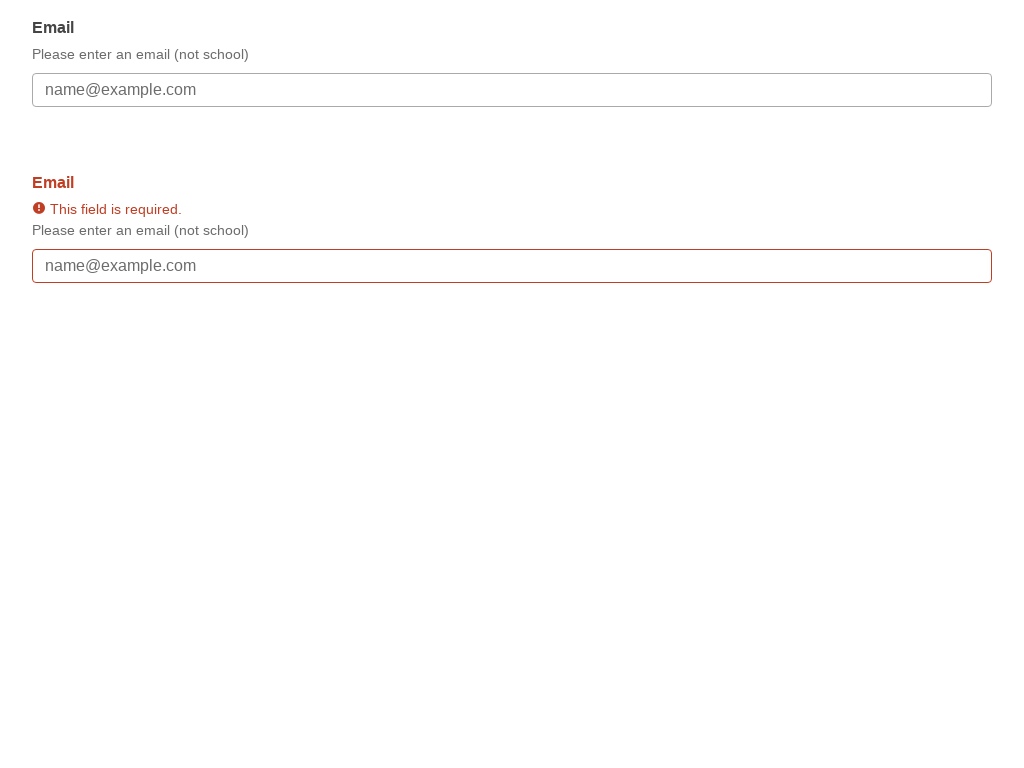 Email
Please enter an email (not school)
name@example.com
Email
This field is required.
Please enter an email (not school)
name@example.com